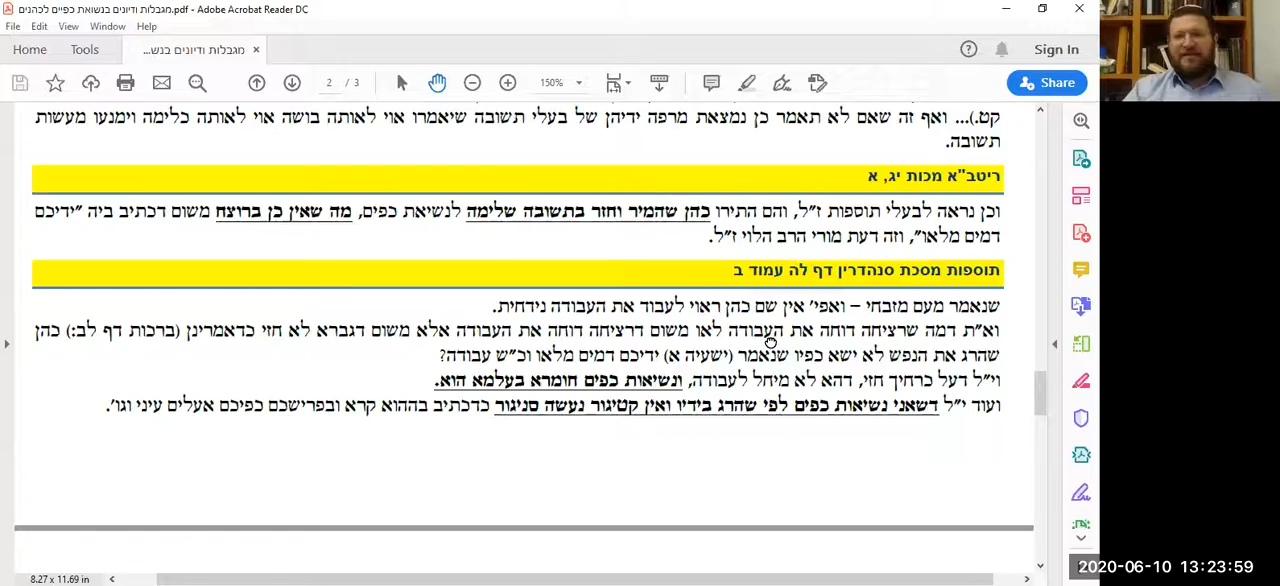 מגבלות ודיונים בנשואת כפיים לכהנים.pdf - Adobe Acrobat Reader DC
File Edit View Window Help
Home Tools מגבלות ודיונים בנש... × Sign In
2 / 3 150% Share
קט.)... ואף זה שאם לא תאמר כן נמצאת מרפה ידיהן של בעלי תשובה שיאמרו אוי לאותה בושה אוי לאותה כלימה וימנעו מעשות
תשובה.
ריטב"א מכות יג, א
וכן נראה לבעלי תוספות ז"ל, והם התירו כהן שהמיר וחזר בתשובה שלימה לנשיאת כפים, מה שאין כן ברוצח משום דכתיב ביה "ידיכם
דמים מלאו", וזה דעת מורי הרב הלוי ז"ל.
תוספות מסכת סנהדרין דף לה עמוד ב
שנאמר מעם מזבחי – ואפי' אין שם כהן ראוי לעבוד את העבודה נידחית.
וא"ת דמה שרציחה דוחה את העבודה לאו משום דרציחה דוחה את העבודה אלא משום דגברא לא חזי כדאמרינן (ברכות דף לב:) כהן
שהרג את הנפש לא ישא כפיו שנאמר (ישעיה א) ידיכם דמים מלאו וכ"ש עבודה?
וי"ל דעל כרחיך חזי, דהא לא מיחל לעבודה, ונשיאות כפים חומרא בעלמא הוא.
ועוד י"ל דשאני נשיאות כפים לפי שהרג בידיו ואין קטיגור נעשה סניגור כדכתיב בההוא קרא ובפרישכם כפיכם אעלים עיני וגו'.
8.27 x 11.69 in
2020-06-10 13:23:59